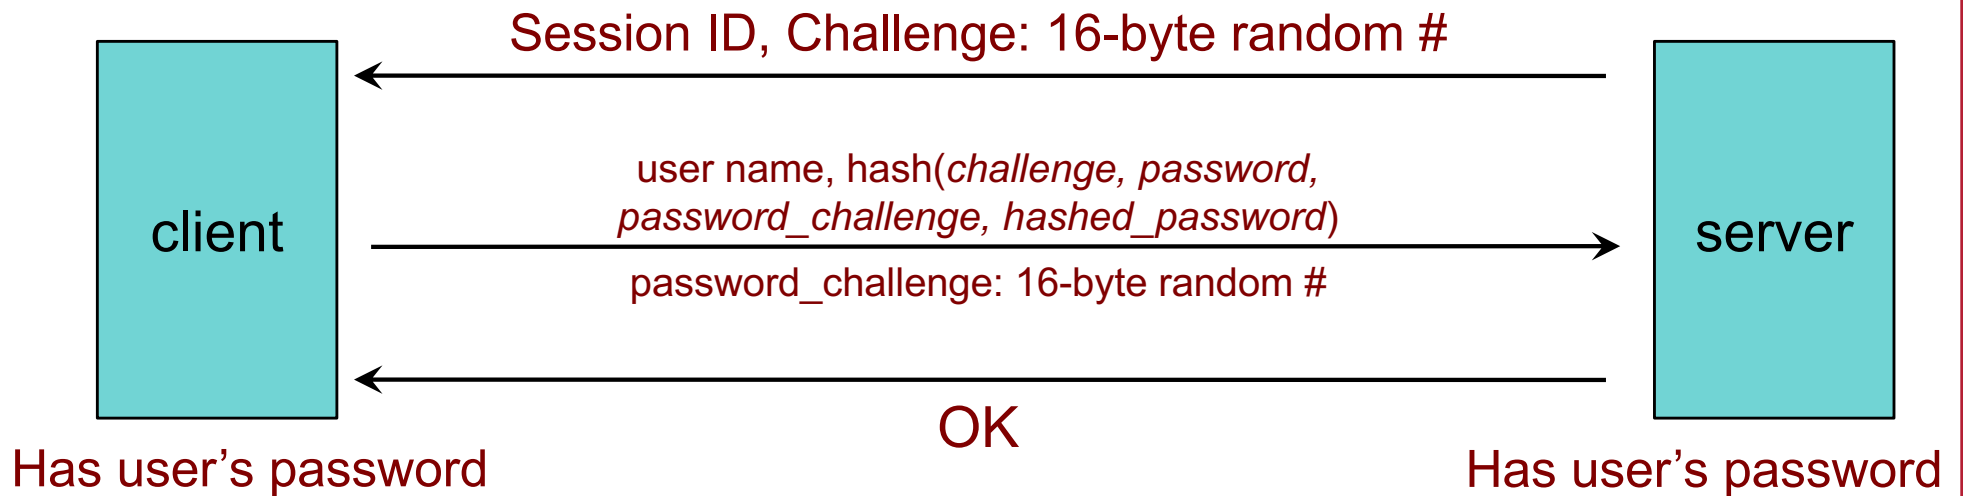 Session ID, Challenge: 16-byte random #
user name, hash(challenge, password,
password_challenge, hashed_password)
client
server
password_challenge: 16-byte random #
OK
Has user’s password
Has user’s password